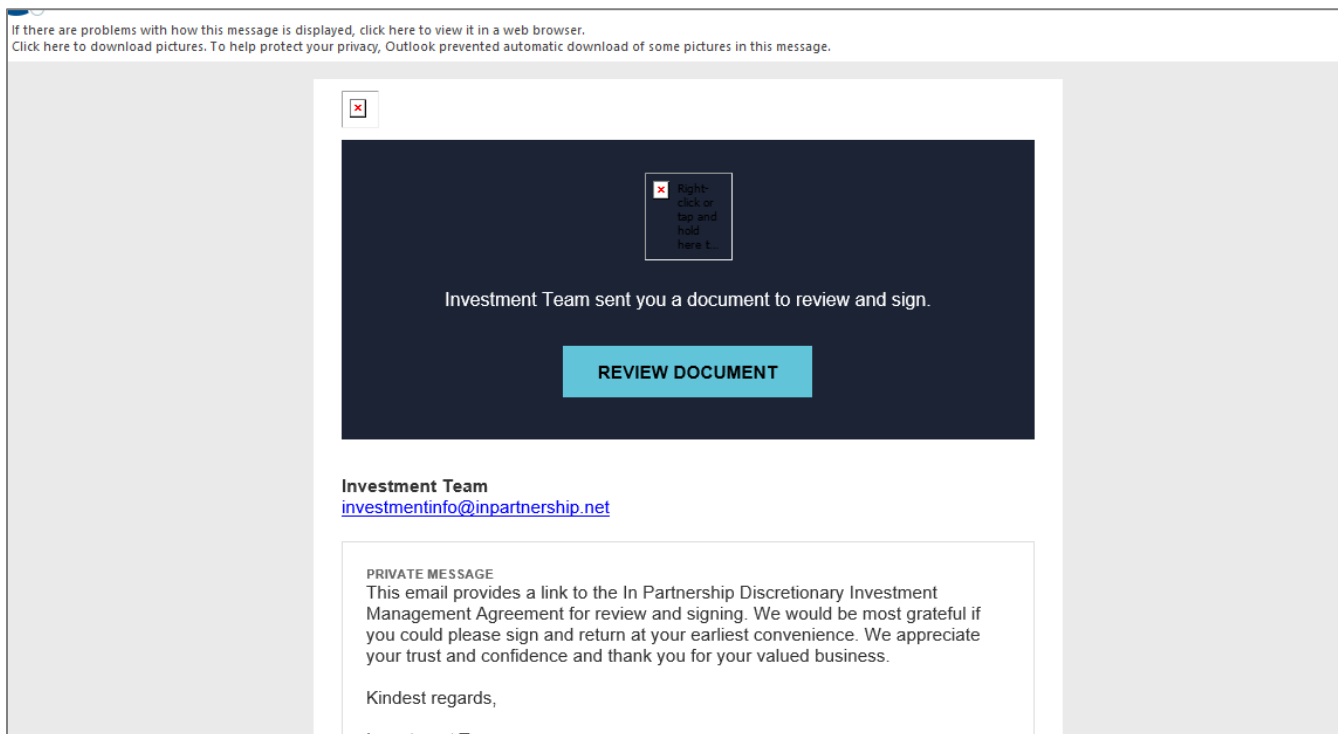 If there are problems with how this message is displayed, click here to view it in a web browser.
Click here to download pictures. To help protect your privacy, Outlook prevented automatic download of some pictures in this message.
Right-
click or
tap and
hold
here t...
Investment Team sent you a document to review and sign.
REVIEW DOCUMENT
Investment Team
investmentinfo@inpartnership.net
PRIVATE MESSAGE
This email provides a link to the In Partnership Discretionary Investment
Management Agreement for review and signing. We would be most grateful if
you could please sign and return at your earliest convenience. We appreciate
your trust and confidence and thank you for your valued business.
Kindest regards,